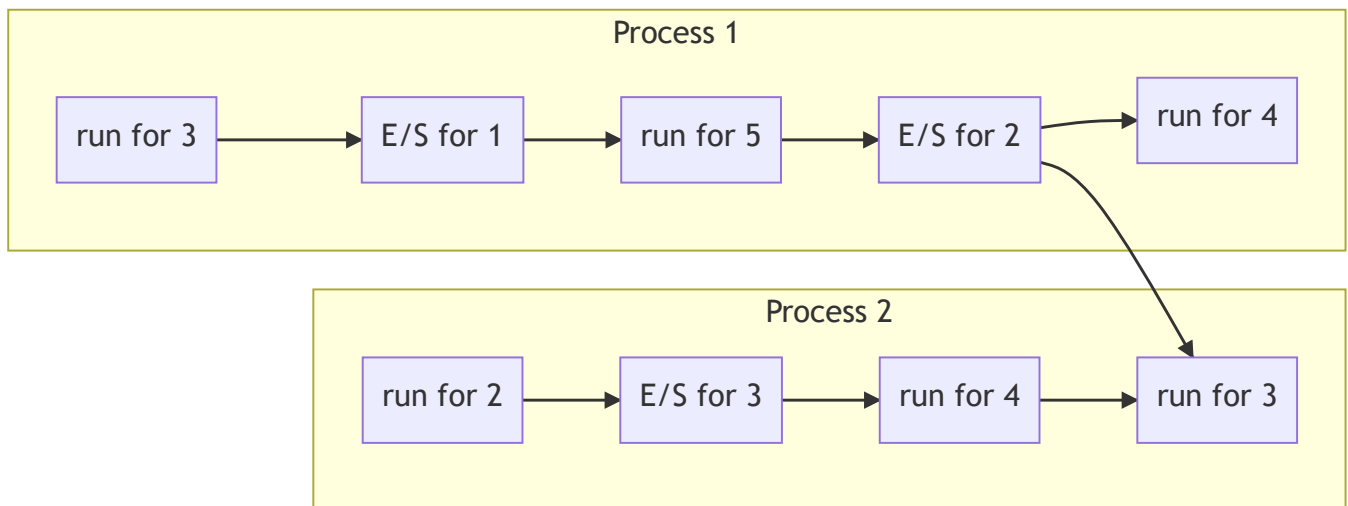 Process 1
run for 3
E/S for 1
run for 5
E/S for 2
run for 4
Process 2
run for 2
E/S for 3
run for 4
run for 3